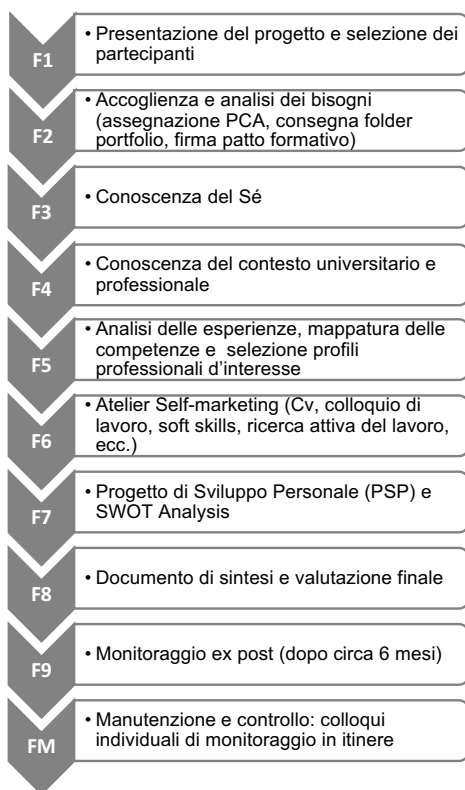 F1
• Presentazione del progetto e selezione dei
partecipanti
F2
• Accoglienza e analisi dei bisogni
(assegnazione PCA, consegna folder
portfolio, firma patto formativo)
F3
• Conoscenza del Sé
F4
• Conoscenza del contesto universitario e
professionale
F5
• Analisi delle esperienze, mappatura delle
competenze e selezione profili
professionali d'interesse
F6
• Atelier Self-marketing (Cv, colloquio di
lavoro, soft skills, ricerca attiva del lavoro,
ecc.)
F7
• Progetto di Sviluppo Personale (PSP) e
SWOT Analysis
F8
• Documento di sintesi e valutazione finale
F9
• Monitoraggio ex post (dopo circa 6 mesi)
FM
• Manutenzione e controllo: colloqui
individuali di monitoraggio in itinere